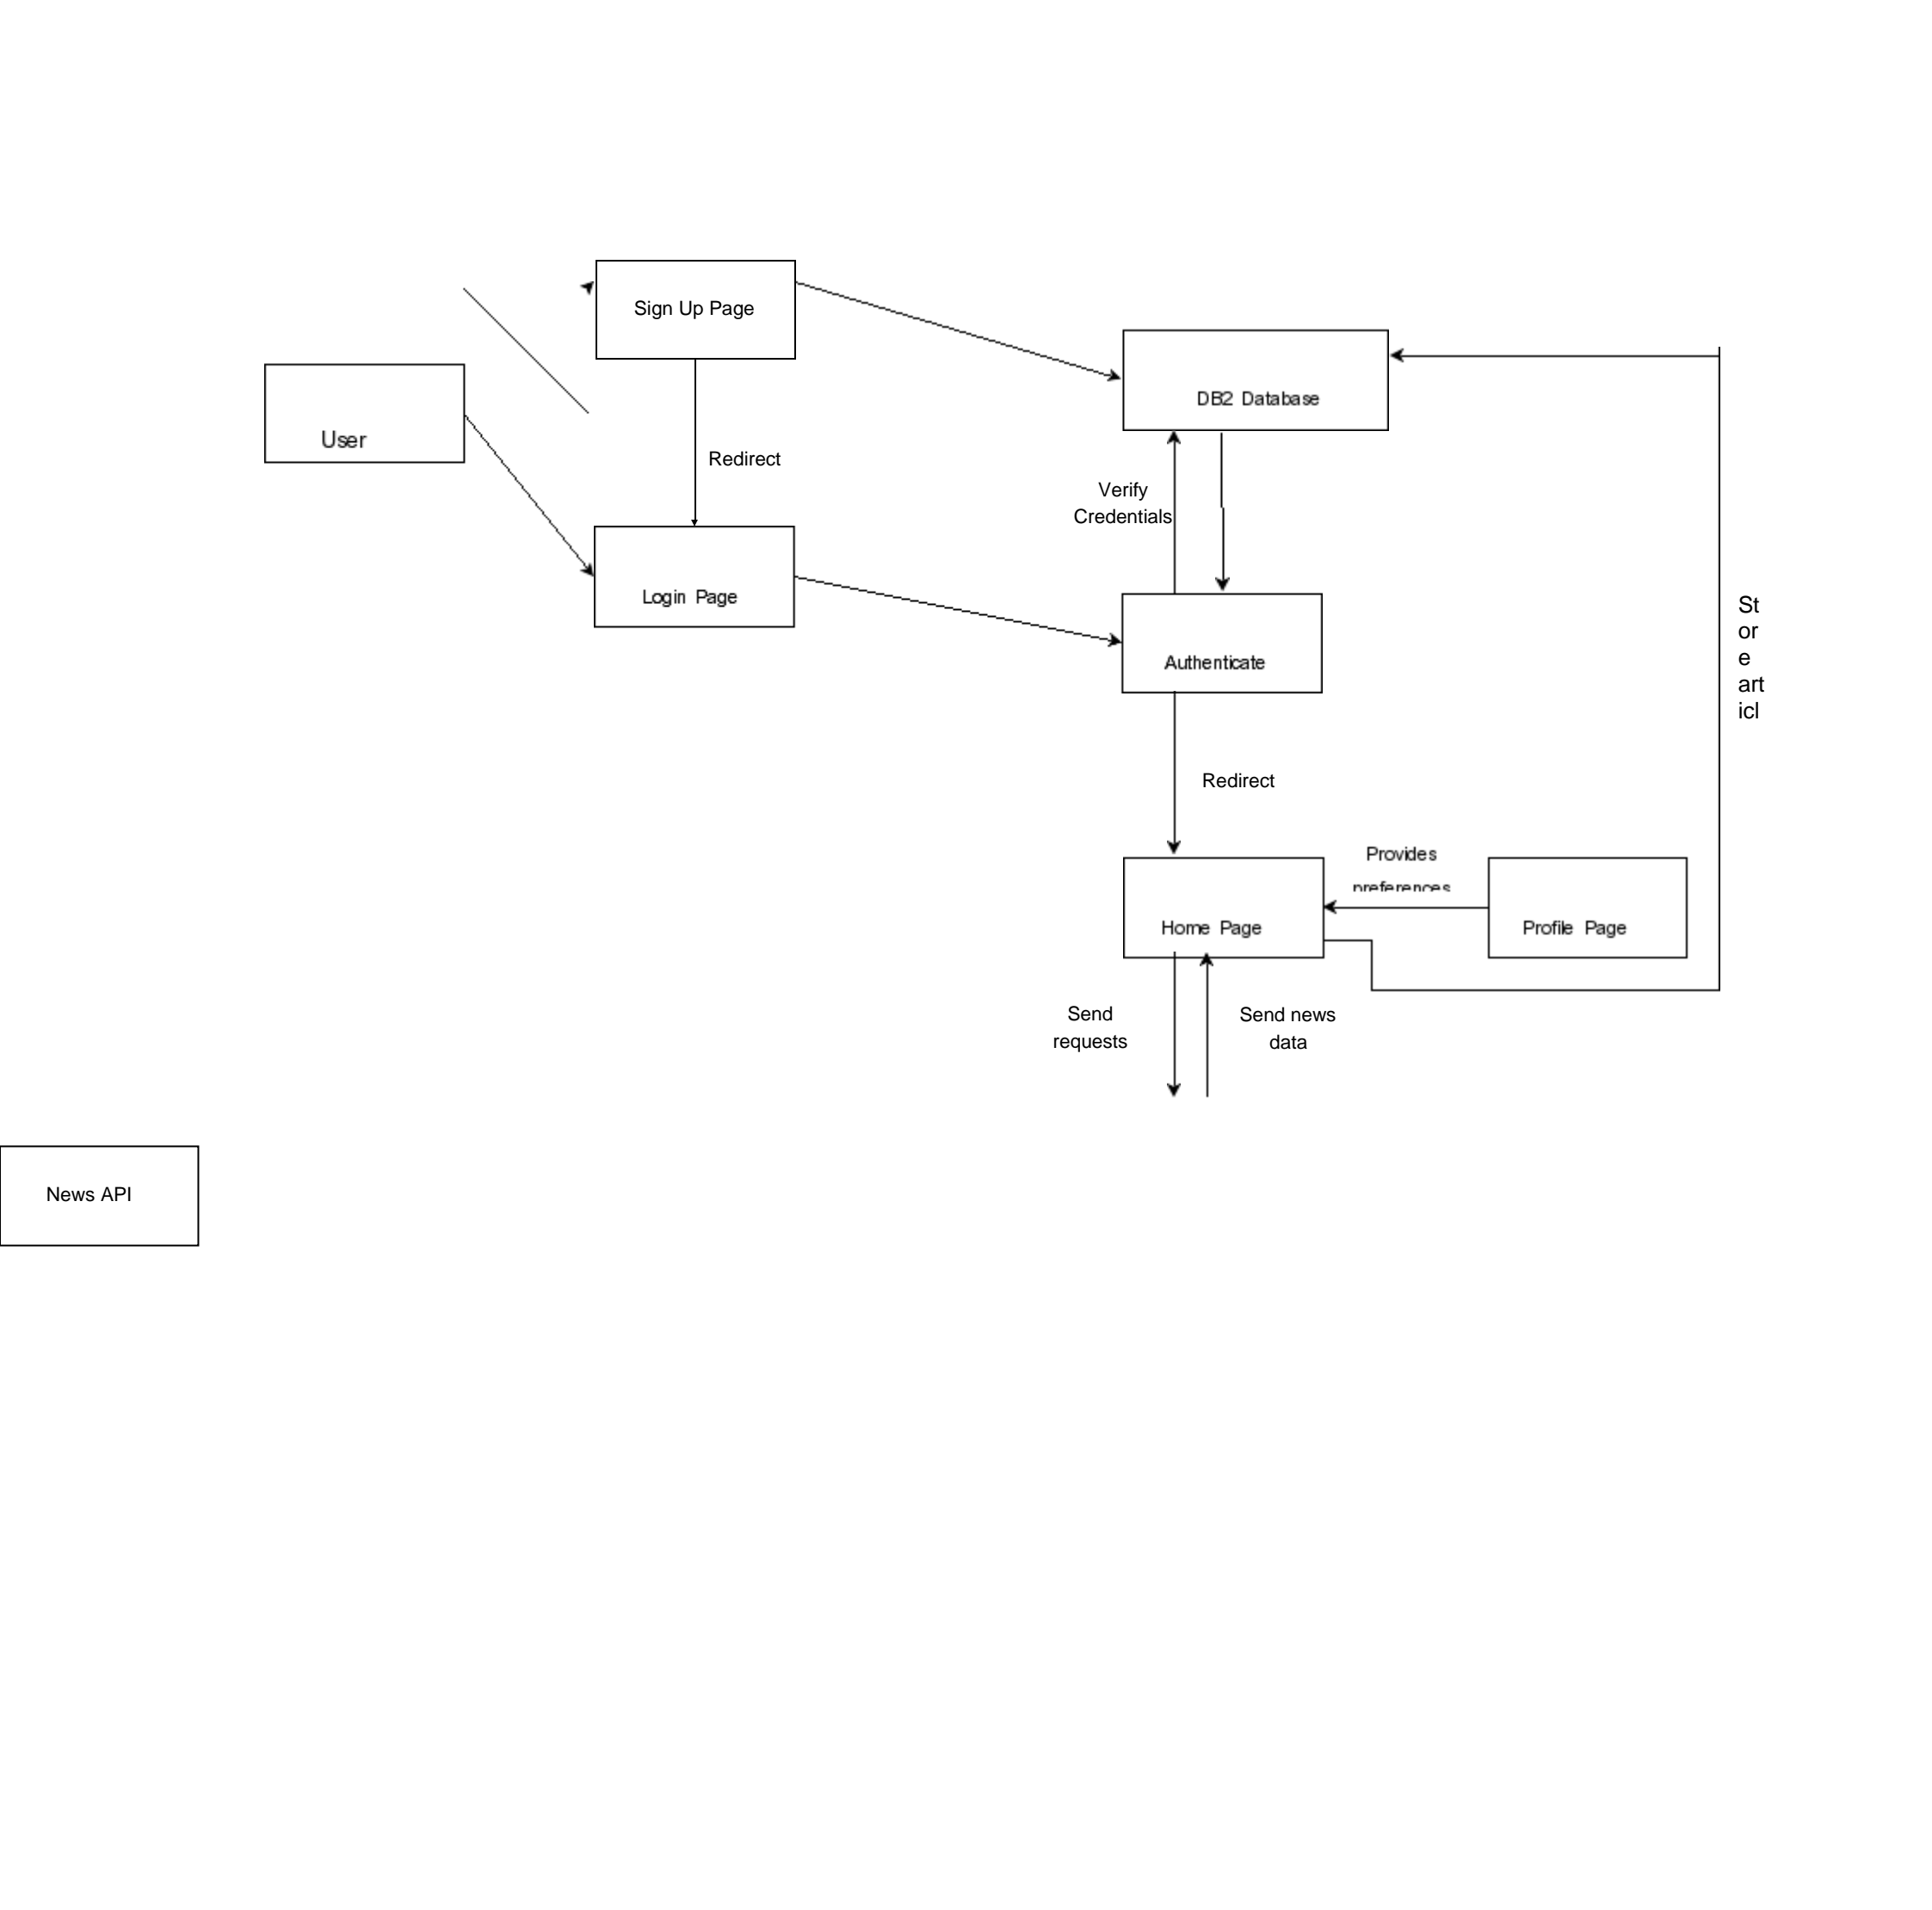 Sign Up Page
DB2 Database
User
Redirect
Verify
Credentials
Login Page
St
or
e
art
icl
Authenticate
Redirect
Provides
preferences
Home Page
Profile Page
Send
requests
Send news
data
News API